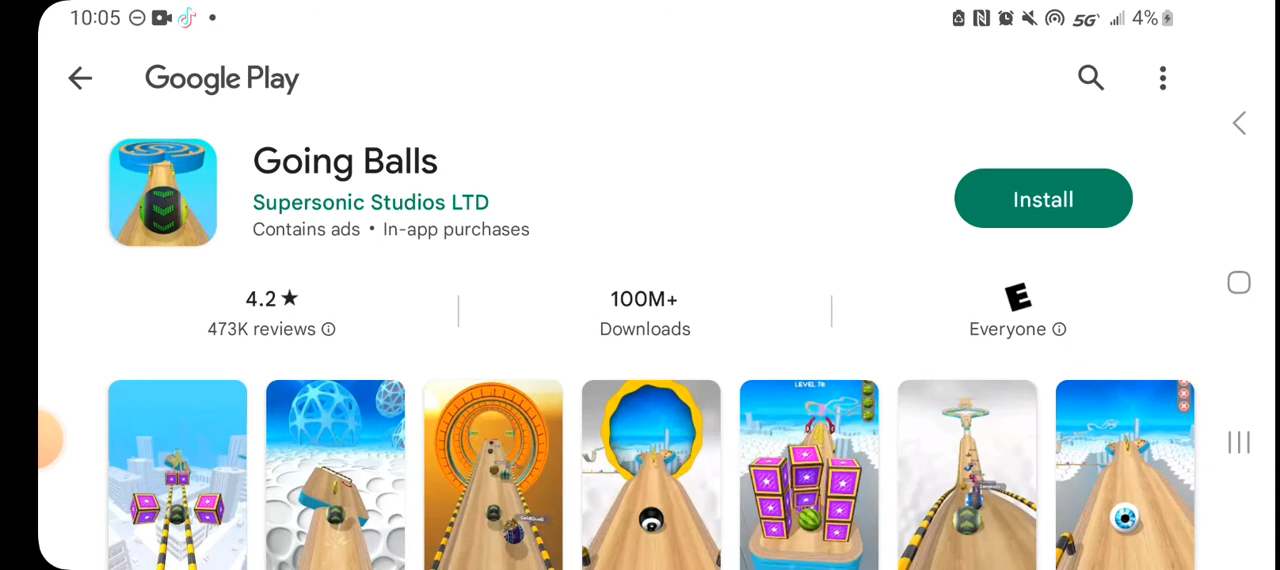 10:05 5G 4%
Google Play
Going Balls
Supersonic Studios LTD
Install
Contains ads • In-app purchases
4.2★
100M+
E
473K reviews
Downloads
Everyone
LEVEL 78